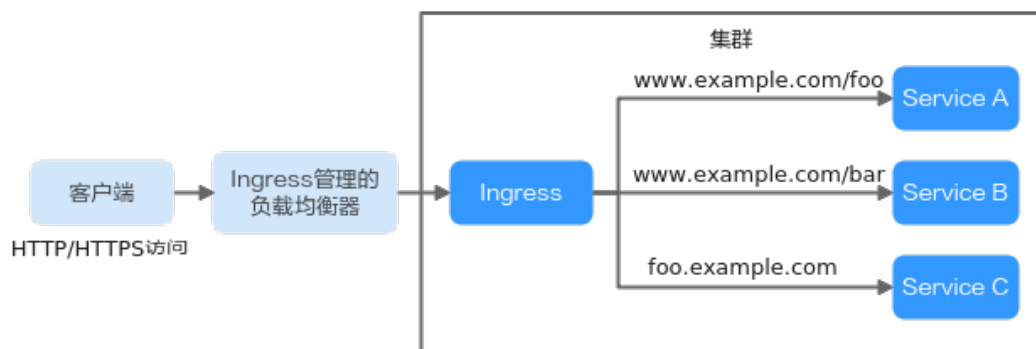 集群
www.example.com/foo
Service A
客户端
HTTP/HTTPS访问
Ingress管理的
负载均衡器
Ingress
www.example.com/bar
Service B
foo.example.com
Service C